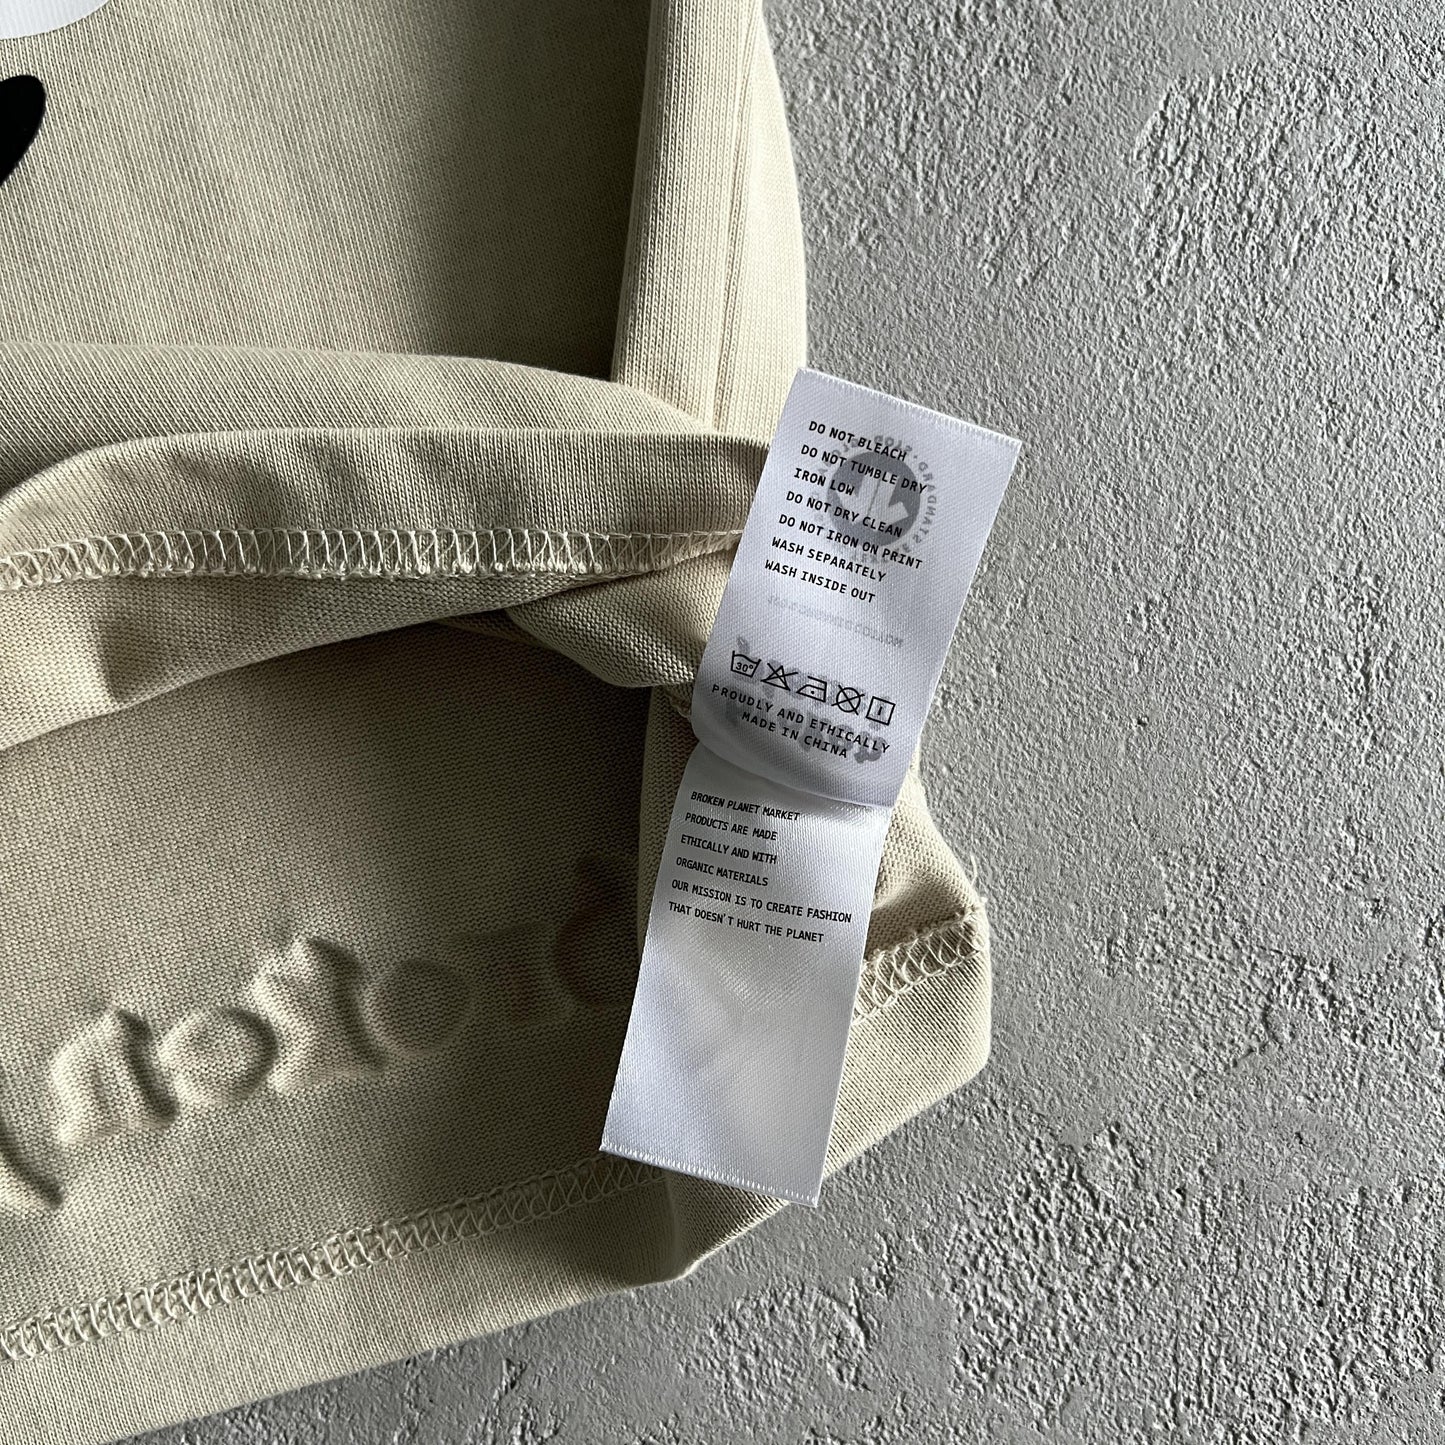 DO NOT BLEACH
DO NOT TUMBLE DRY
IRON LOW
DO NOT DRY CLEAN
DO NOT IRON ON PRINT
WASH SEPARATELY
WASH INSIDE OUT
30°
PROUDLY AND ETHICALLY
MADE IN CHINA
BROKEN PLANET MARKET
PRODUCTS ARE MADE
ETHICALLY AND WITH
ORGANIC MATERIALS
OUR MISSION IS TO CREATE FASHION
THAT DOESN'T HURT THE PLANET